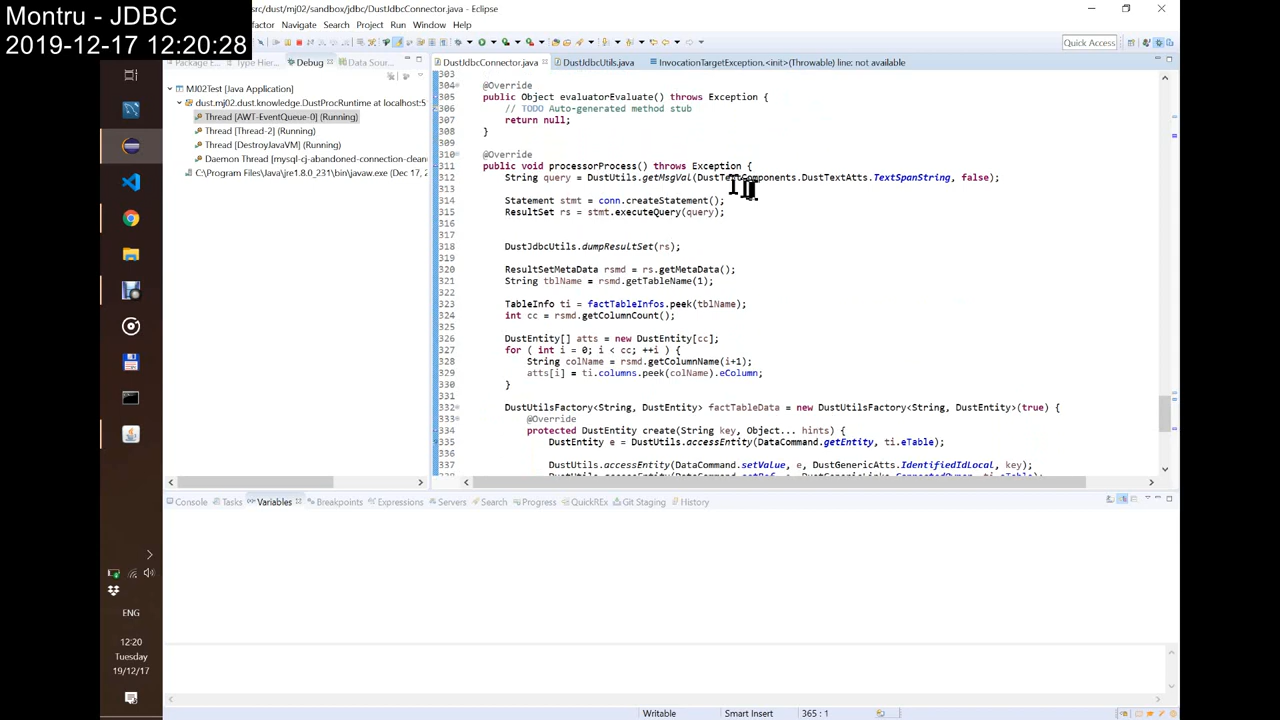 Montru - JDBC
2019-12-17 12:20:28
src/dust/mj02/sandbox/jdbc/DustJdbcConnector.java - Eclipse
efactor Navigate Search Project Run Window Help
Quick Access
Package E... Type Hier... Debug Data Sour...
DustJdbcConnector.java DustJdbcUtils.java InvocationTargetException.<init>(Throwable) line: not available
MJ02Test [Java Application]
dust.mj02.dust.knowledge.DustProcRuntime at localhost:5
Thread [AWT-EventQueue-0] (Running)
Thread [Thread-2] (Running)
Thread [DestroyJavaVM] (Running)
Daemon Thread [mysql-cj-abandoned-connection-clean
C:\Program Files\Java\jre1.8.0_231\bin\javaw.exe (Dec 17,
303
304 @Override
305 public Object evaluatorEvaluate() throws Exception {
306 // TODO Auto-generated method stub
307 return null;
308 }
309
310 @Override
311 public void processorProcess() throws Exception {
312 String query = DustUtils.getMsgVal(DustTextComponents.DustTextAtts.TextSpanString, false);
313
314 Statement stmt = conn.createStatement();
315 ResultSet rs = stmt.executeQuery(query);
316
317
318 DustJdbcUtils.dumpResultSet(rs);
319
320 ResultSetMetaData rsmd = rs.getMetaData();
321 String tblName = rsmd.getTableName(1);
322
323 TableInfo ti = factTableInfos.peek(tblName);
324 int cc = rsmd.getColumnCount();
325
326 DustEntity[] atts = new DustEntity[cc];
327 for ( int i = 0; i < cc; ++i ) {
328 String colName = rsmd.getColumnName(i+1);
329 atts[i] = ti.columns.peek(colName).eColumn;
330 }
331
332 DustUtilsFactory<String, DustEntity> factTableData = new DustUtilsFactory<String, DustEntity>(true) {
333 @Override
334 protected DustEntity create(String key, Object... hints) {
335 DustEntity e = DustUtils.accessEntity(DataCommand.getEntity, ti.eTable);
336
337 DustUtils.accessEntity(DataCommand.setValue, e, DustGenericAtts.IdentifiedIdLocal, key);
Console Tasks Variables Breakpoints Expressions Servers Search Progress QuickREx Git Staging History
ENG
12:20
Tuesday
19/12/17
Writable Smart Insert 365 : 1